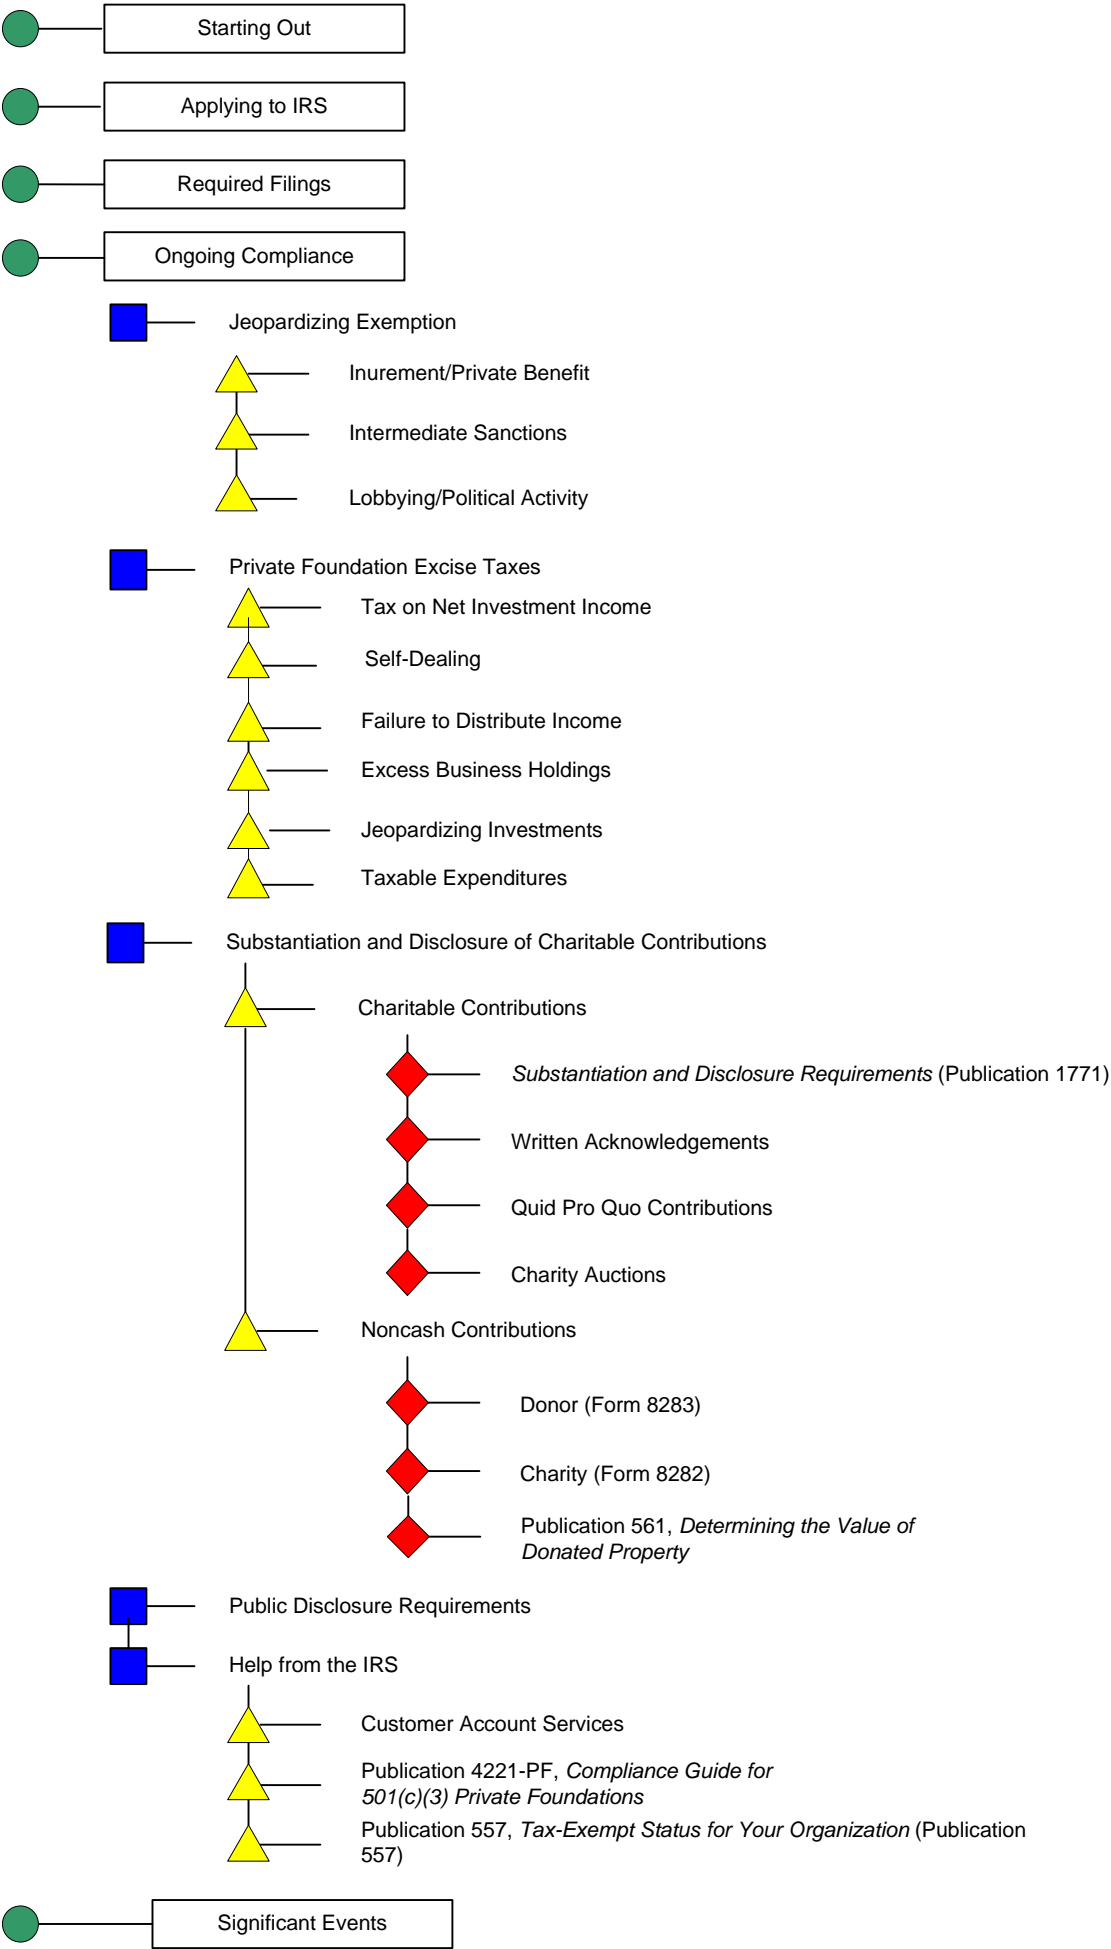 Starting Out
Applying to IRS
Required Filings
Ongoing Compliance
Jeopardizing Exemption
Inurement/Private Benefit
Intermediate Sanctions
Lobbying/Political Activity
Private Foundation Excise Taxes
Tax on Net Investment Income
Self-Dealing
Failure to Distribute Income
Excess Business Holdings
Jeopardizing Investments
Taxable Expenditures
Substantiation and Disclosure of Charitable Contributions
Charitable Contributions
Substantiation and Disclosure Requirements (Publication 1771)
Written Acknowledgements
Quid Pro Quo Contributions
Charity Auctions
Noncash Contributions
Donor (Form 8283)
Charity (Form 8282)
Publication 561, Determining the Value of
Donated Property
Public Disclosure Requirements
Help from the IRS
Customer Account Services
Publication 4221-PF, Compliance Guide for
501(c)(3) Private Foundations
Publication 557, Tax-Exempt Status for Your Organization (Publication
557)
Significant Events